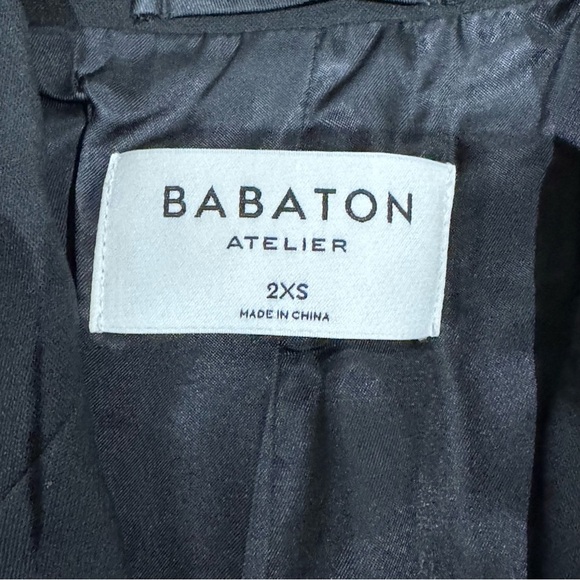 BABATON
ATELIER
2XS
MADE IN CHINA